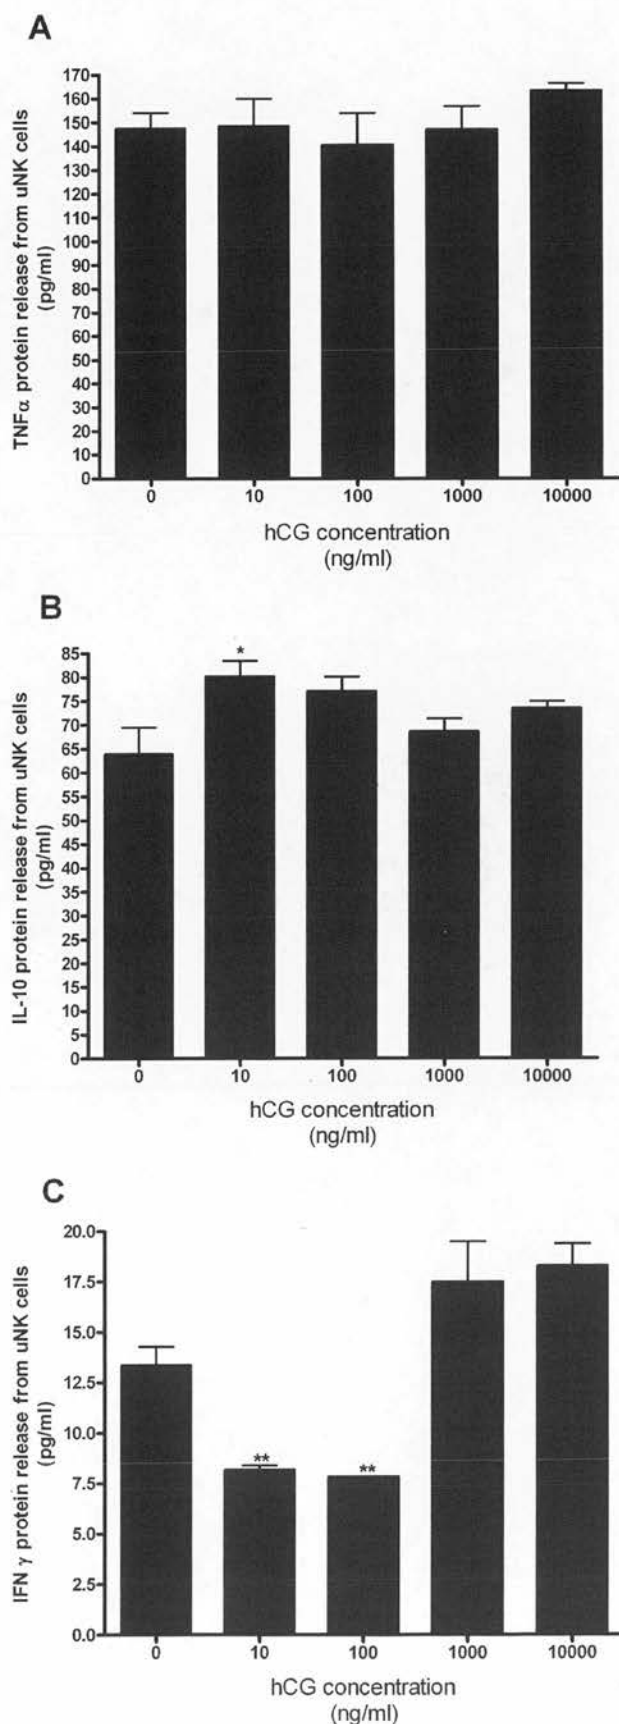 A
TNFα protein release from uNK cells
(pg/ml)
170
160
150
140
130
120
110
100
90
80
70
60
50
40
30
20
10
0
0 10 100 1000 10000
hCG concentration
(ng/ml)
B
IL-10 protein release from uNK cells
(pg/ml)
85
80
75
70
65
60
55
50
45
40
35
30
25
20
15
10
5
0
*
0 10 100 1000 10000
hCG concentration
(ng/ml)
C
IFN γ protein release from uNK cells
(pg/ml)
20.0
17.5
15.0
12.5
10.0
7.5
5.0
2.5
0.0
** **
0 10 100 1000 10000
hCG concentration
(ng/ml)